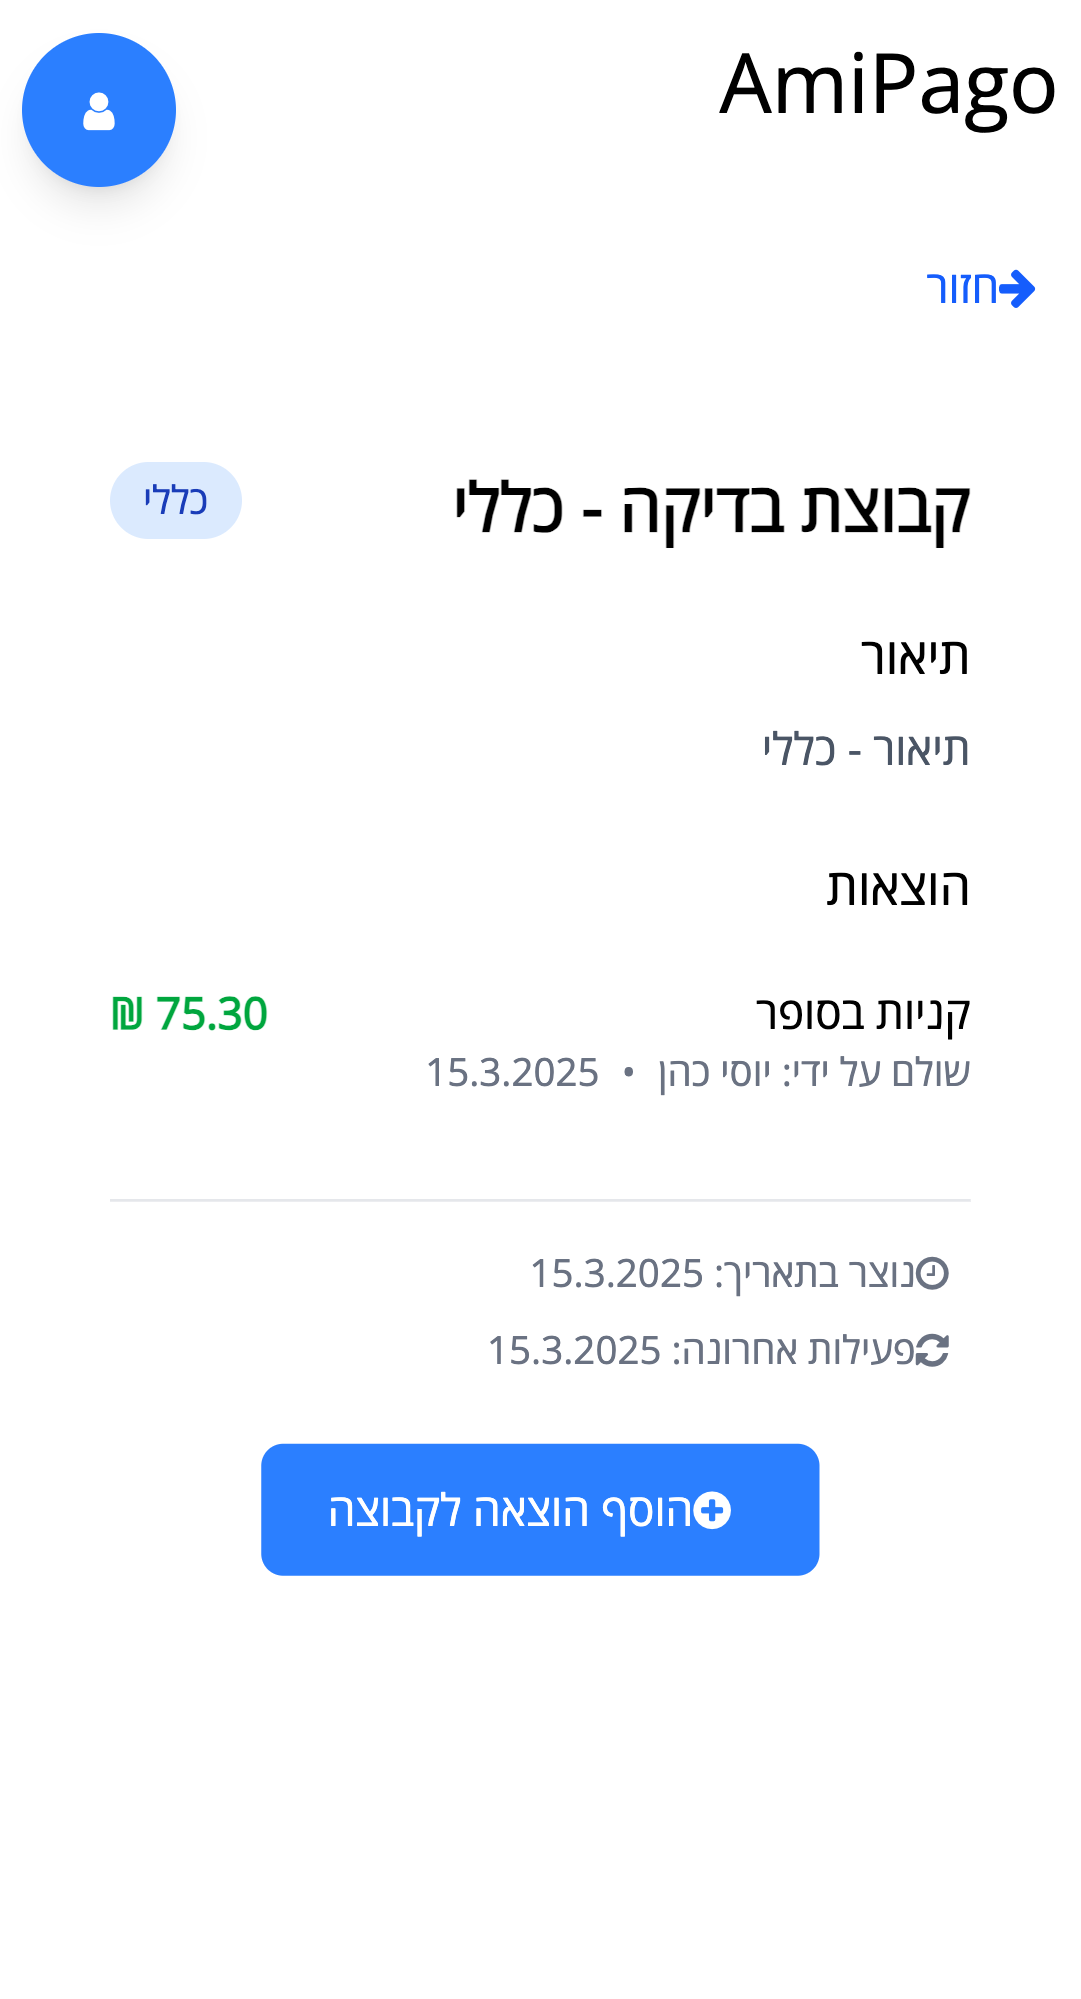 AmiPago
חזור
קבוצת בדיקה - כללי
כללי
תיאור
תיאור - כללי
הוצאות
קניות בסופר
75.30 ₪
שולם על ידי: יוסי כהן • 15.3.2025
נוצר בתאריך: 15.3.2025
פעילות אחרונה: 15.3.2025
הוסף הוצאה לקבוצה